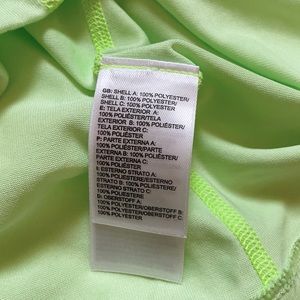 GB: SHELL A: 100% POLYESTER/
SHELL B: 100% POLYESTER/
SHELL C: 100% POLYESTER
E: TELA EXTERIOR A:
100% POLIÉSTER/TELA
EXTERIOR B: 100% POLIÉSTER/
TELA EXTERIOR C:
100% POLIÉSTER
P: PARTE EXTERNA A:
100% POLIÉSTER/PARTE
EXTERNA B: 100% POLIÉSTER/
PARTE EXTERNA C:
100% POLIÉSTER
I: ESTERNO STRATO A:
100% POLIESTERE/ESTERNO
STRATO B: 100% POLIESTERE/
ESTERNO STRATO C:
100% POLIESTERE
D: OBERSTOFF A:
100% POLYESTER/OBERSTOFF B:
100% POLYESTER/OBERSTOFF C:
100% POLYESTER